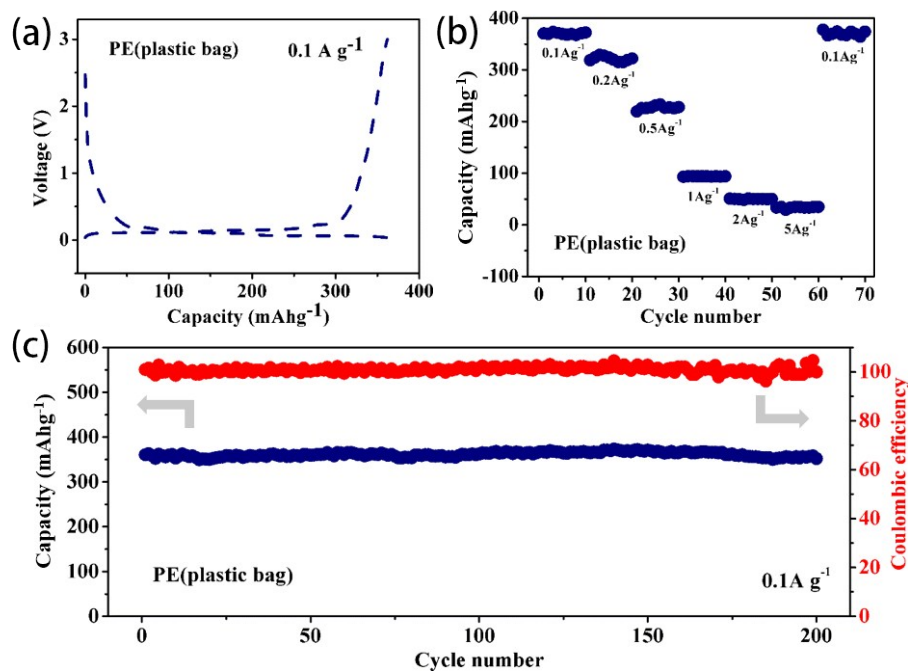 (a)
PE(plastic bag)
0.1 A g-1
Voltage (V)
3
2
1
0
0
100
200
300
400
Capacity (mAhg-1)
(b)
Capacity (mAhg-1)
400
300
200
100
0
-100
0.1Ag-1
0.2Ag-1
0.5Ag-1
1Ag-1
2Ag-1
5Ag-1
0.1Ag-1
PE(plastic bag)
0 10 20 30 40 50 60 70
Cycle number
(c)
Capacity (mAhg-1)
600
500
400
300
200
100
0
PE(plastic bag)
0.1A g-1
0
50
100
150
200
Cycle number
100
80
60
40
20
0
Coulombic efficiency